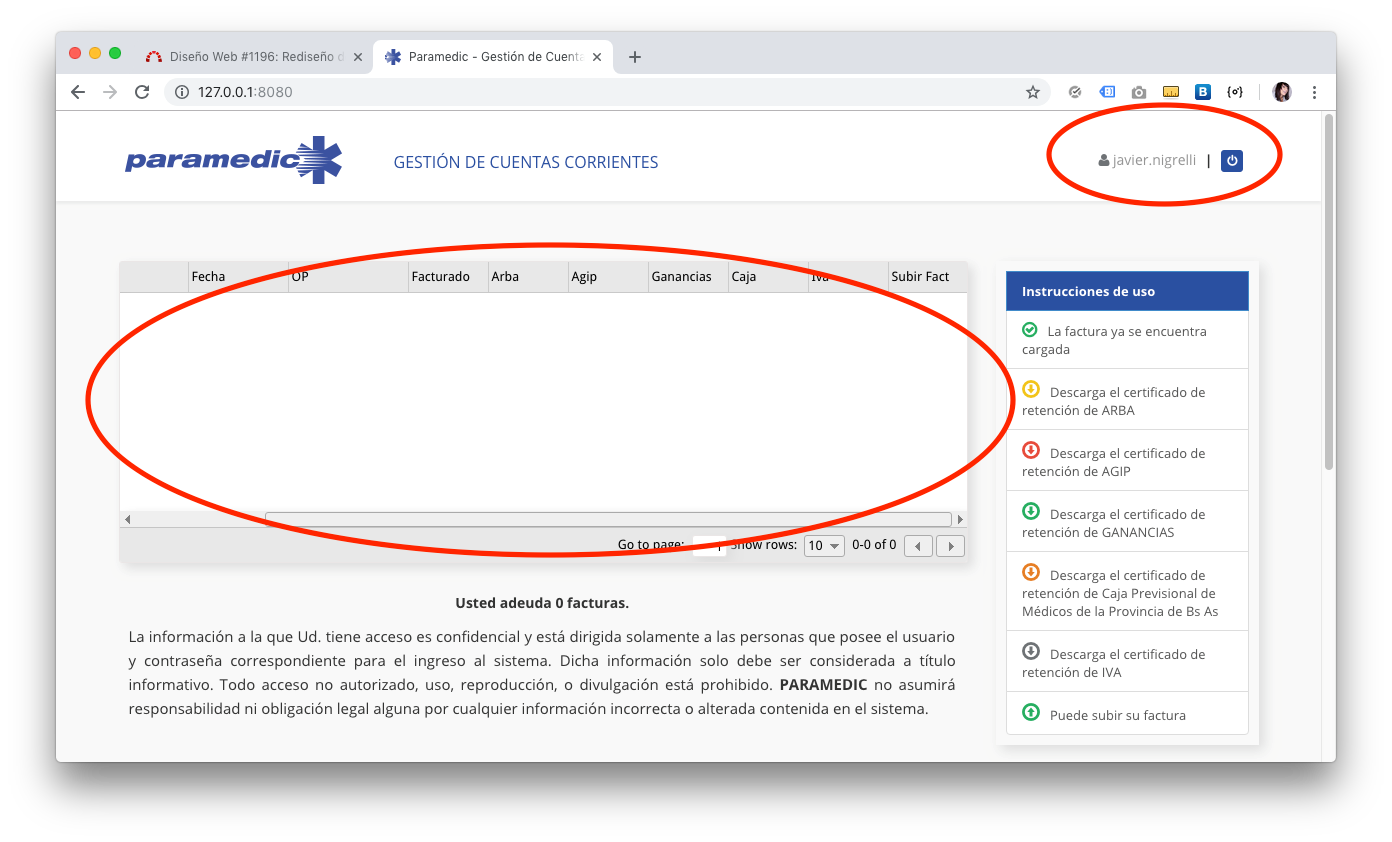 Diseño Web #1196: Rediseño d
Paramedic - Gestión de Cuenta
127.0.0.1:8080
B
paramedic
GESTIÓN DE CUENTAS CORRIENTES
javier.nigrelli |
Fecha OP Facturado Arba Agip Ganancias Caja Iva Subir Fact
Go to page: 1 Show rows: 10 0-0 of 0
Usted adeuda 0 facturas.
La información a la que Ud. tiene acceso es confidencial y está dirigida solamente a las personas que posee el usuario
y contraseña correspondiente para el ingreso al sistema. Dicha información solo debe ser considerada a título
informativo. Todo acceso no autorizado, uso, reproducción, o divulgación está prohibido. PARAMEDIC no asumirá
responsabilidad ni obligación legal alguna por cualquier información incorrecta o alterada contenida en el sistema.
Instrucciones de uso
La factura ya se encuentra
cargada
Descarga el certificado de
retención de ARBA
Descarga el certificado de
retención de AGIP
Descarga el certificado de
retención de GANANCIAS
Descarga el certificado de
retención de Caja Previsional de
Médicos de la Provincia de Bs As
Descarga el certificado de
retención de IVA
Puede subir su factura